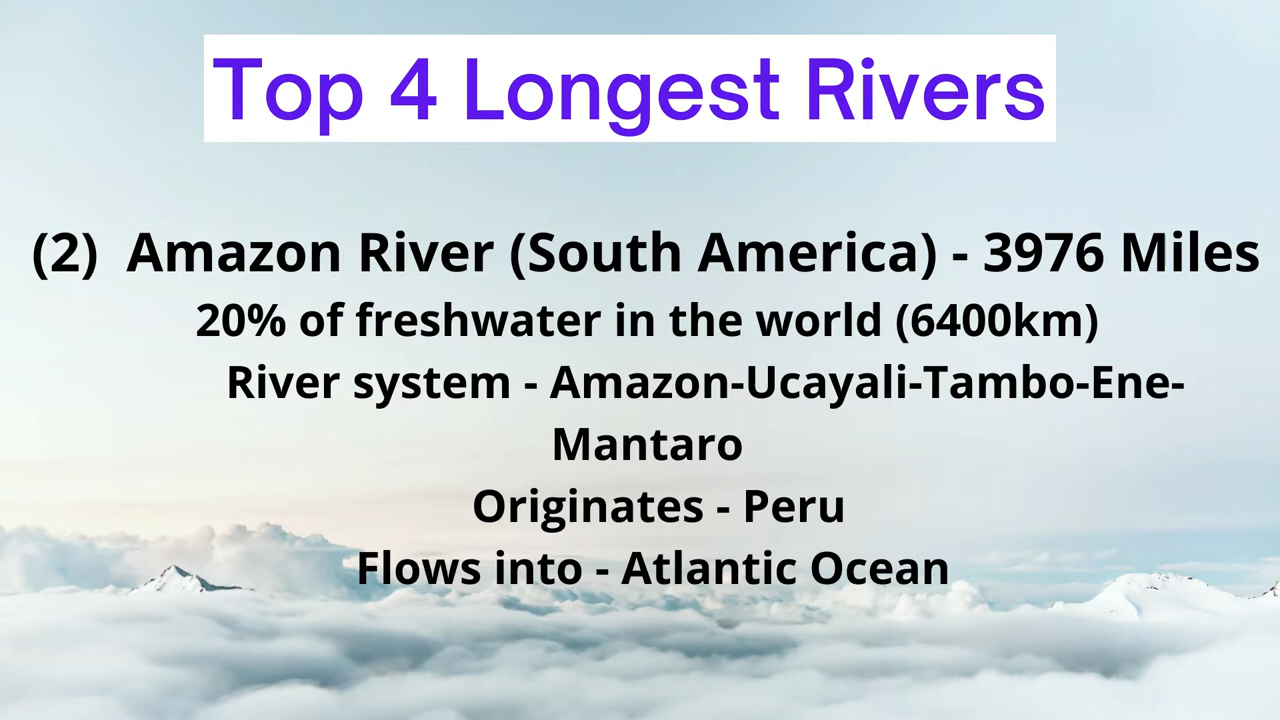 Top 4 Longest Rivers
(2) Amazon River (South America) - 3976 Miles
20% of freshwater in the world (6400km)
River system - Amazon-Ucayali-Tambo-Ene-
Mantaro
Originates - Peru
Flows into - Atlantic Ocean